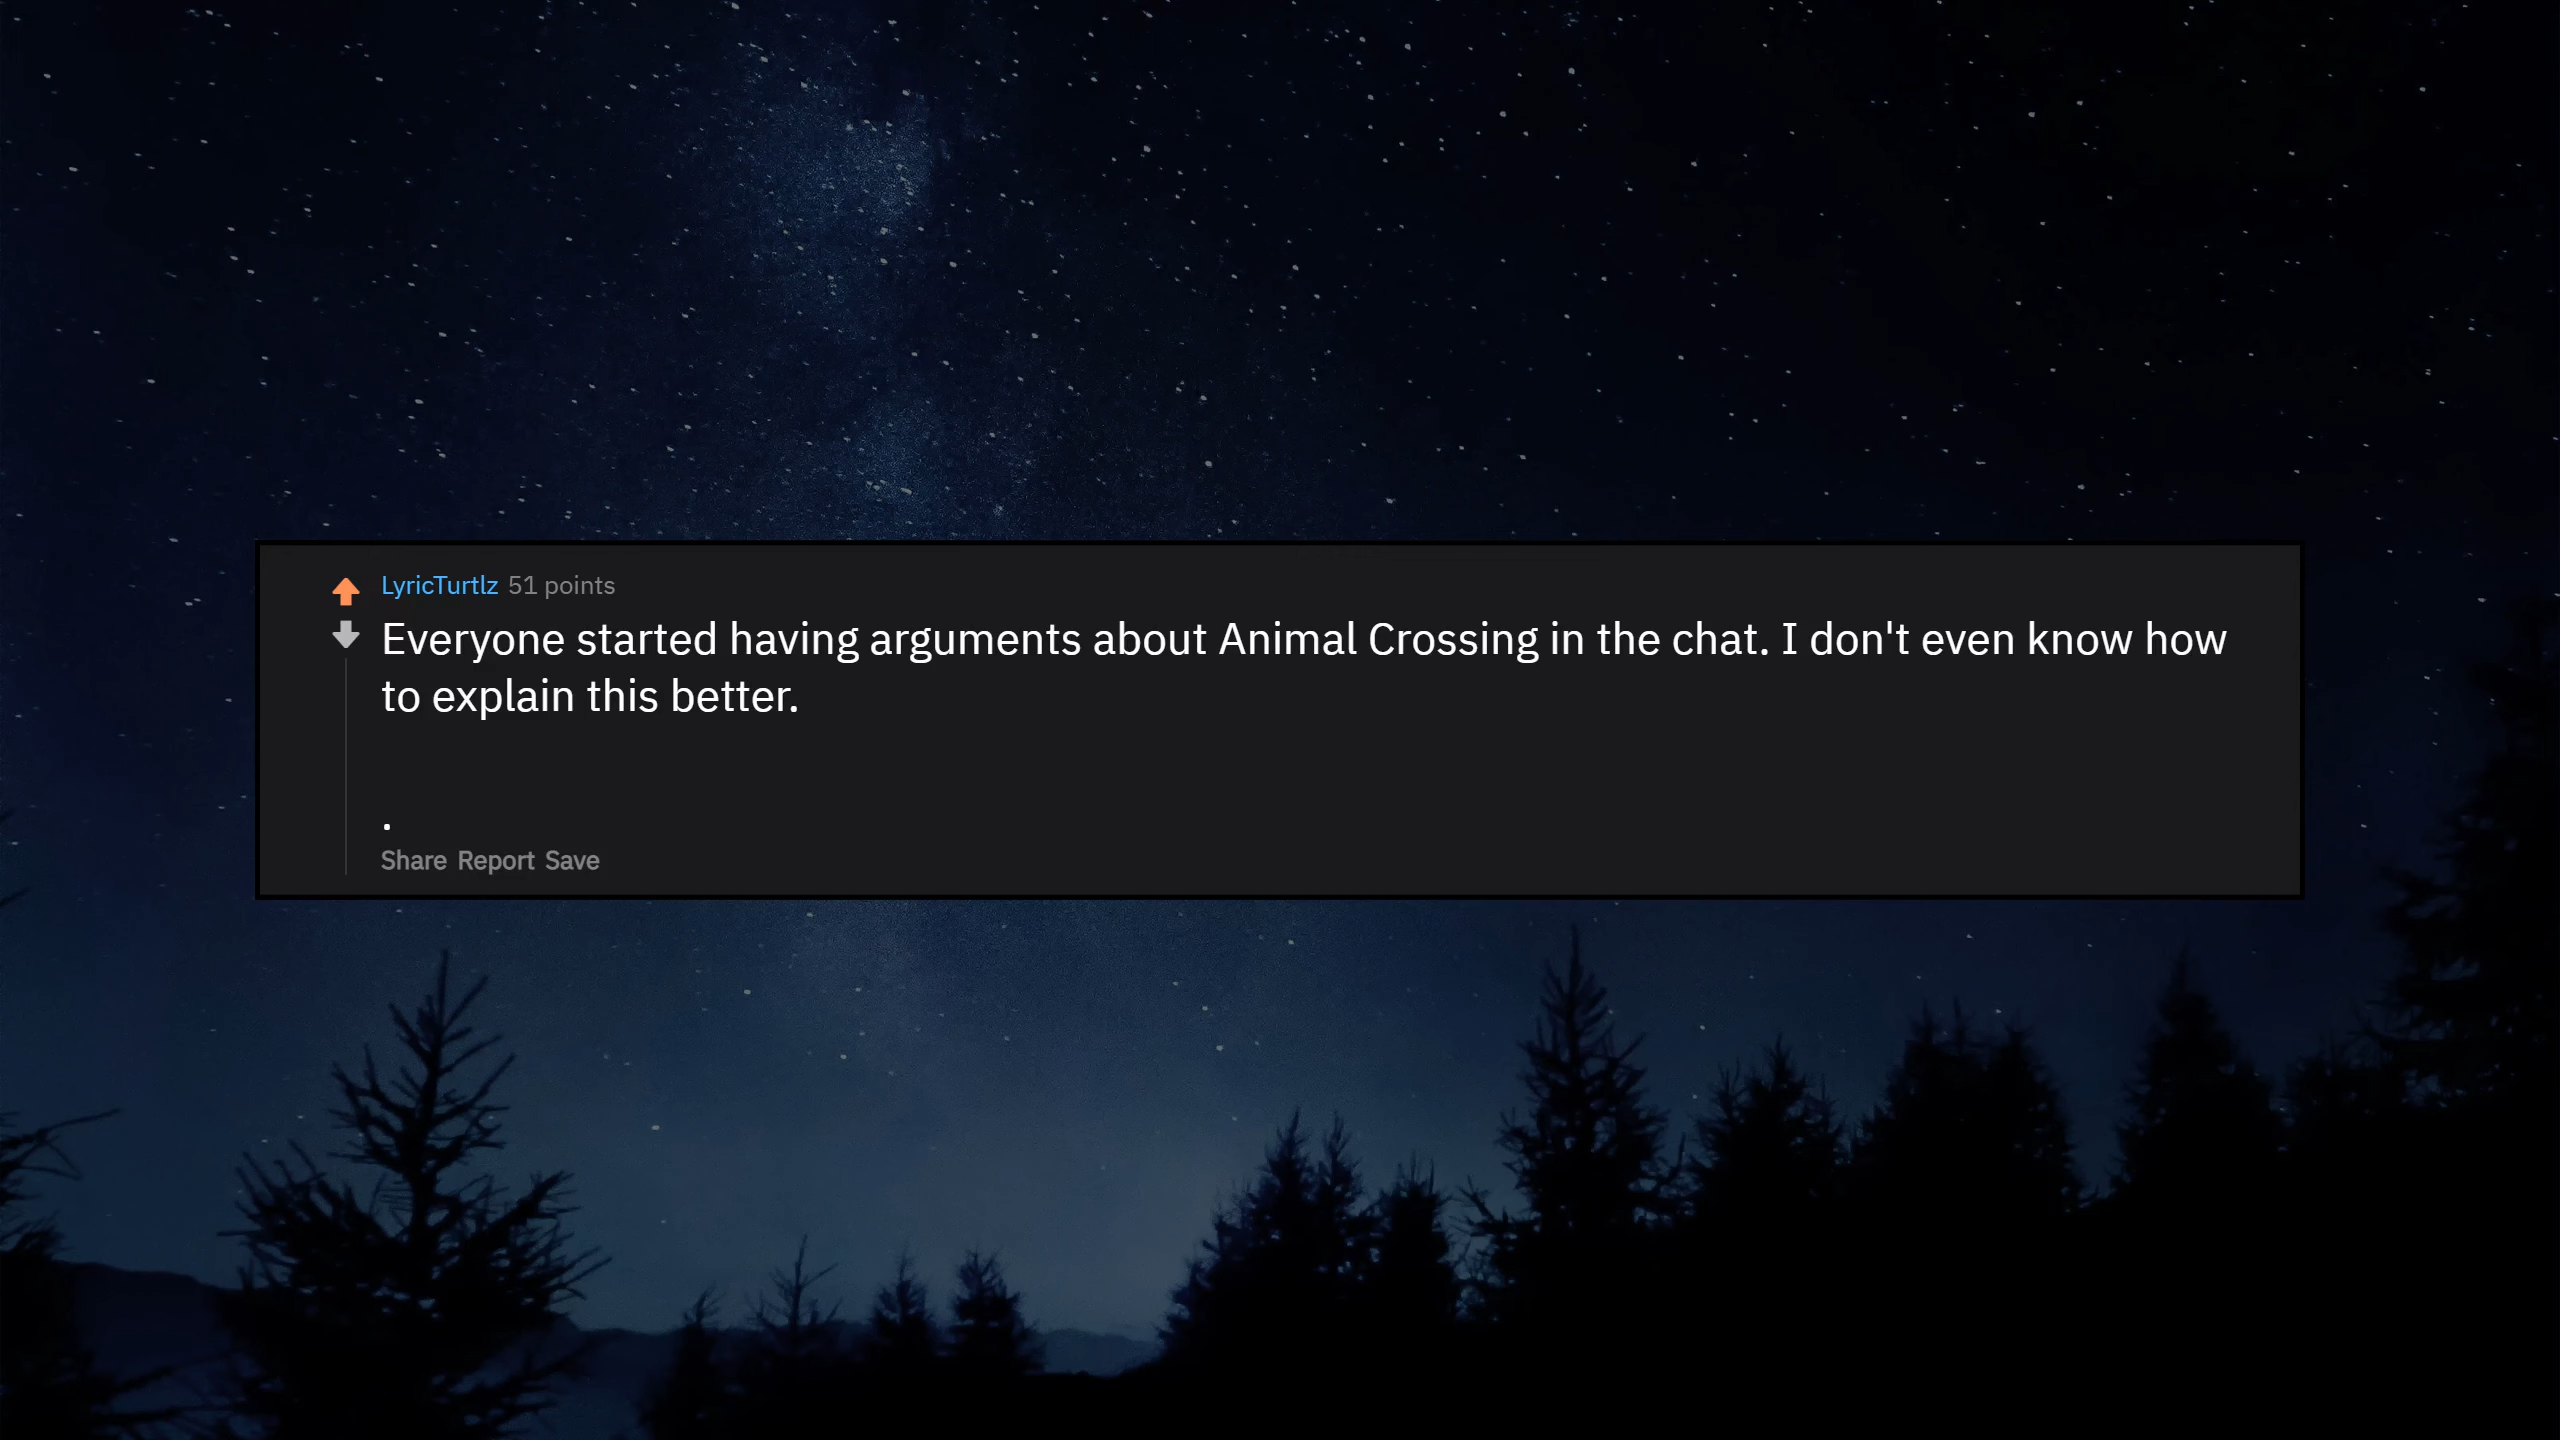 LyricTurtlz 51 points
Everyone started having arguments about Animal Crossing in the chat. I don't even know how
to explain this better.
.
Share Report Save